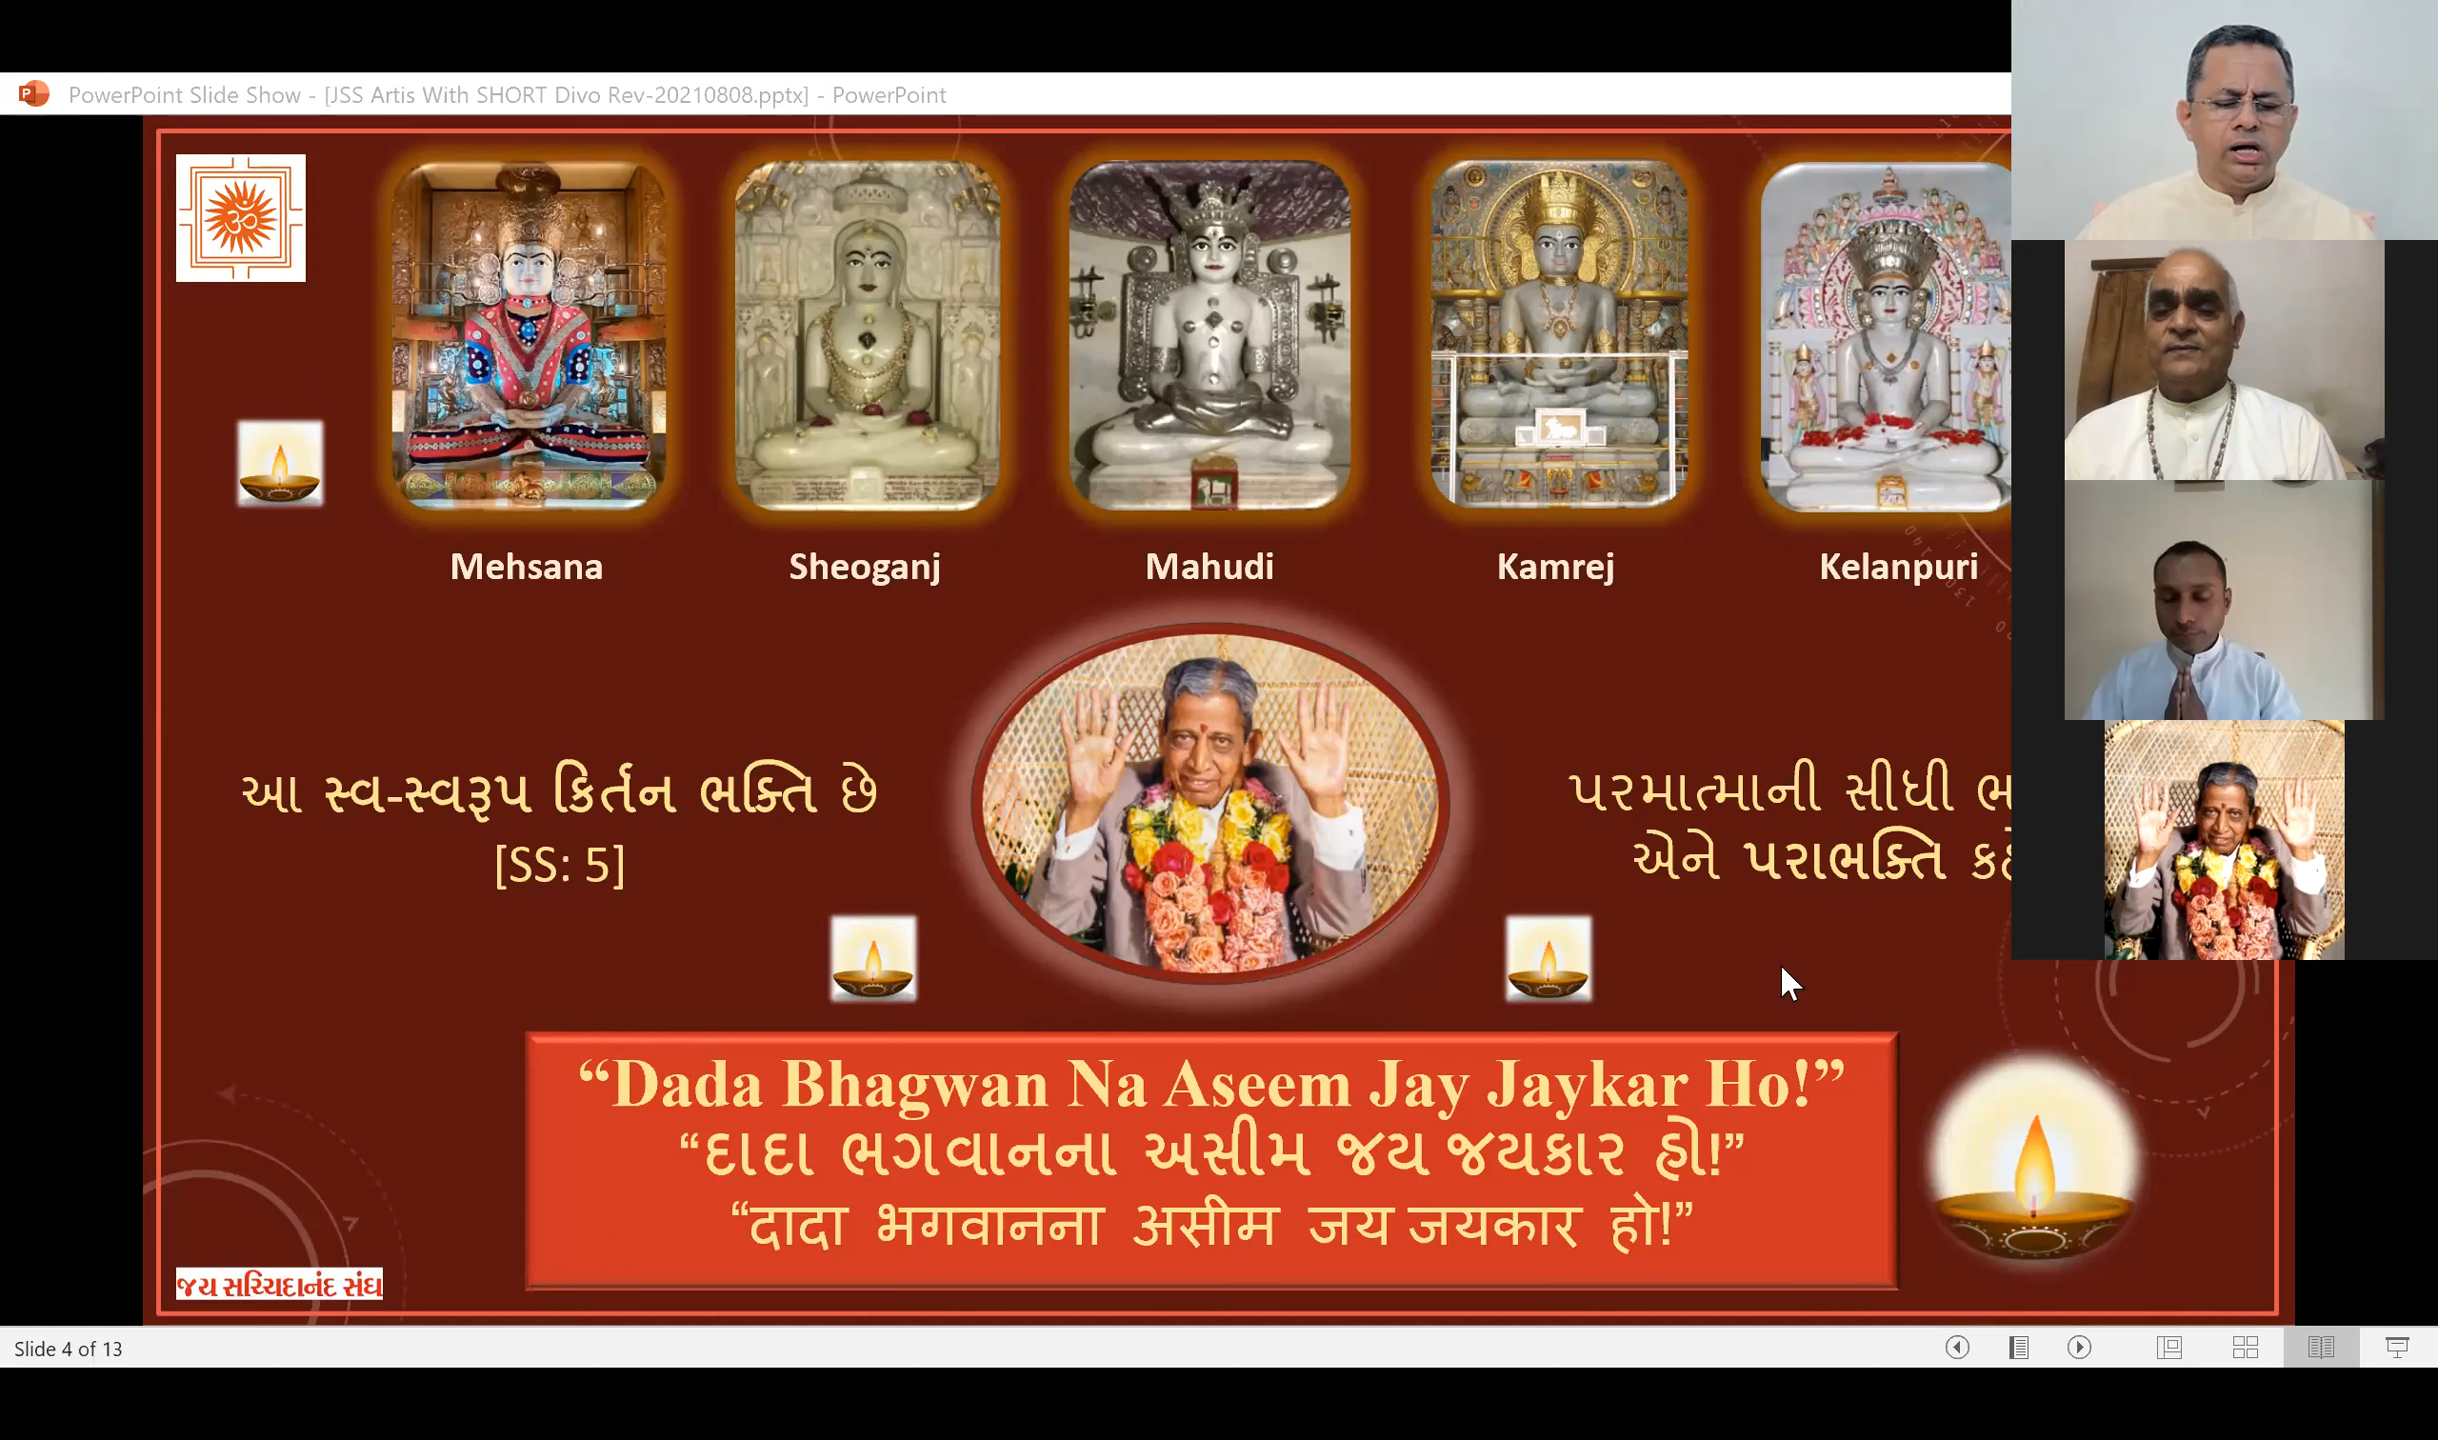 PowerPoint Slide Show - [JSS Artis With SHORT Divo Rev-20210808.pptx] - PowerPoint
Mehsana
Sheoganj
Mahudi
Kamrej
Kelanpuri
આ સ્વ-સ્વરૂપ કિર્તન ભક્તિ છે
[SS: 5]
પરમાત્માની સીધી
એને પરાભક્તિ
“Dada Bhagwan Na Aseem Jay Jaykar Ho!”
“દાદા ભગવાનના અસીમ જય જયકાર હો!”
“દાદા ભગવાનના असीम जय जयकार हो!”
જય સચ્ચિદાનંદ સંઘ
Slide 4 of 13